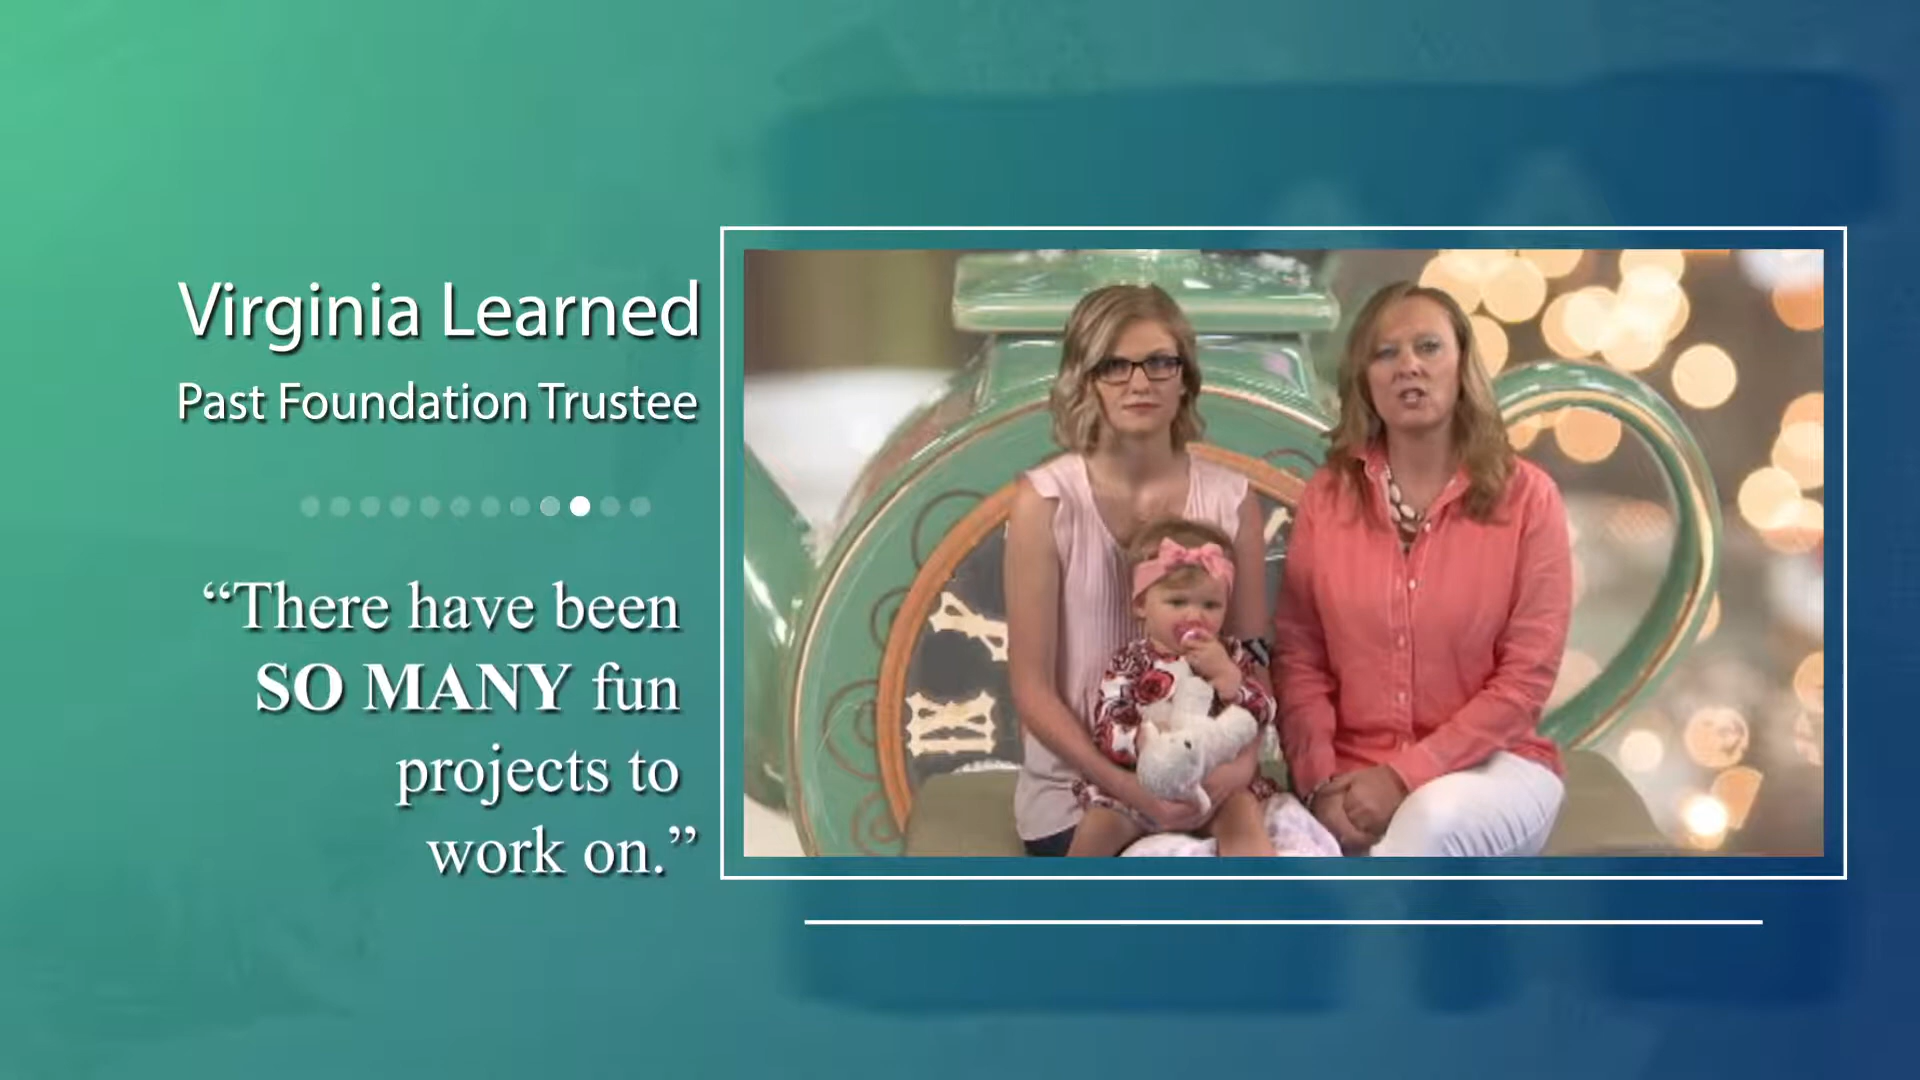 Virginia Learned
Past Foundation Trustee
“There have been
SO MANY fun
projects to
work on.”